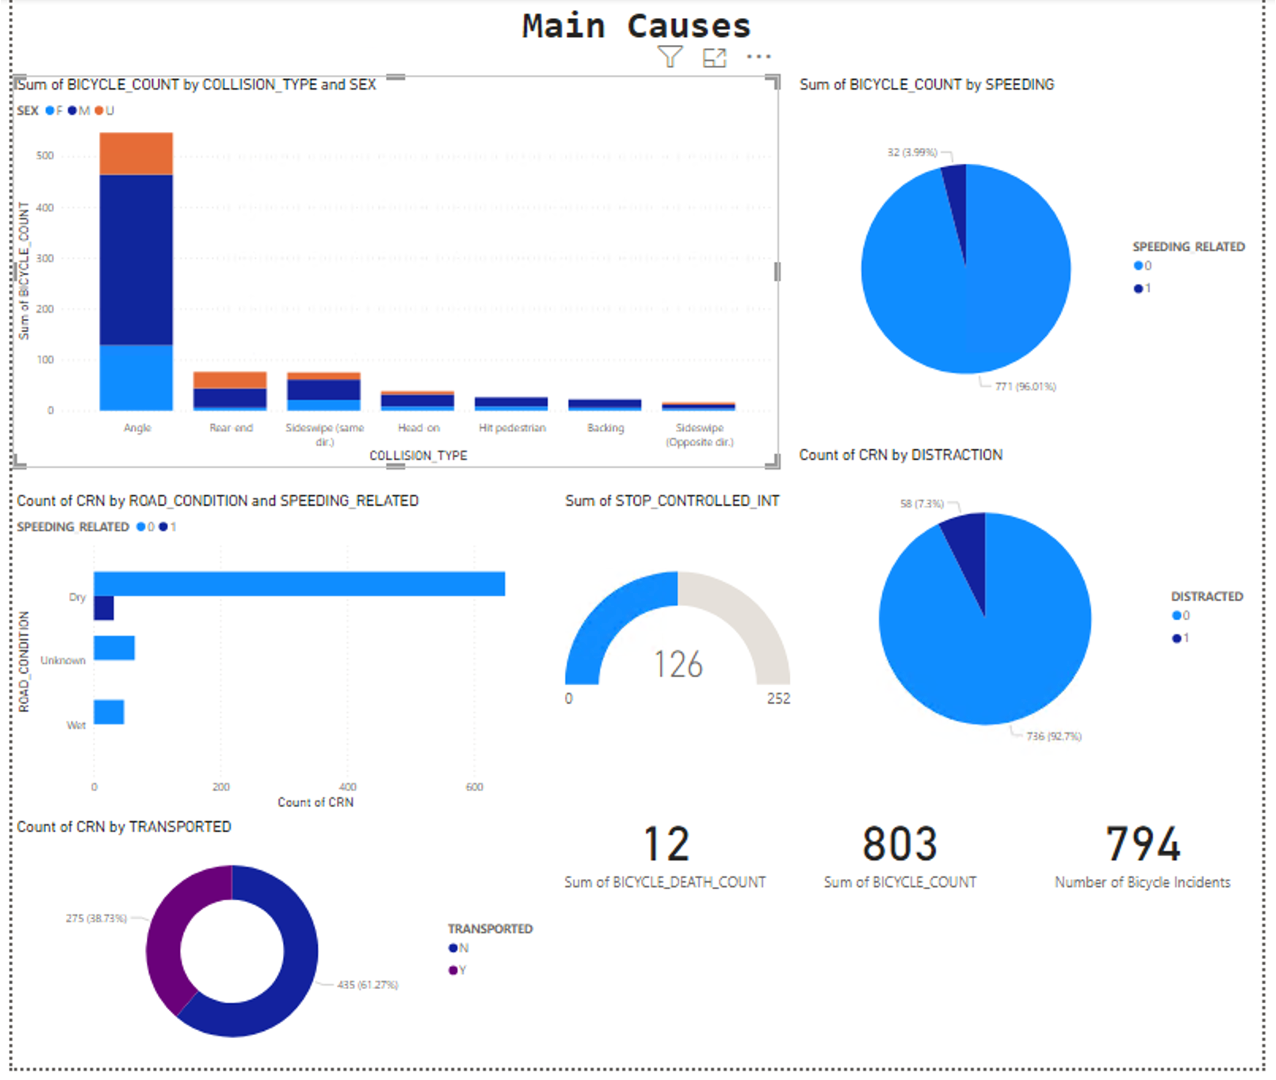 Main Causes
Sum of BICYCLE_COUNT by COLLISION_TYPE and SEX
SEX F M U
Sum of BICYCLE_COUNT
500
400
300
200
100
0
Angle
Rear-end
Sideswipe (same
dir.)
Head-on
Hit pedestrian
Backing
Sideswipe
(Opposite dir.)
COLLISION_TYPE
Sum of BICYCLE_COUNT by SPEEDING
32 (3.99%)
771 (96.01%)
SPEEDING_RELATED
0
1
Count of CRN by ROAD_CONDITION and SPEEDING_RELATED
SPEEDING_RELATED 0 1
ROAD_CONDITION
Dry
Unknown
Wet
0
200
400
600
Count of CRN
Sum of STOP_CONTROLLED_INT
126
0
252
Count of CRN by DISTRACTION
58 (7.3%)
736 (92.7%)
DISTRACTED
0
1
Count of CRN by TRANSPORTED
275 (38.73%)
435 (61.27%)
TRANSPORTED
N
Y
12
Sum of BICYCLE_DEATH_COUNT
803
Sum of BICYCLE_COUNT
794
Number of Bicycle Incidents